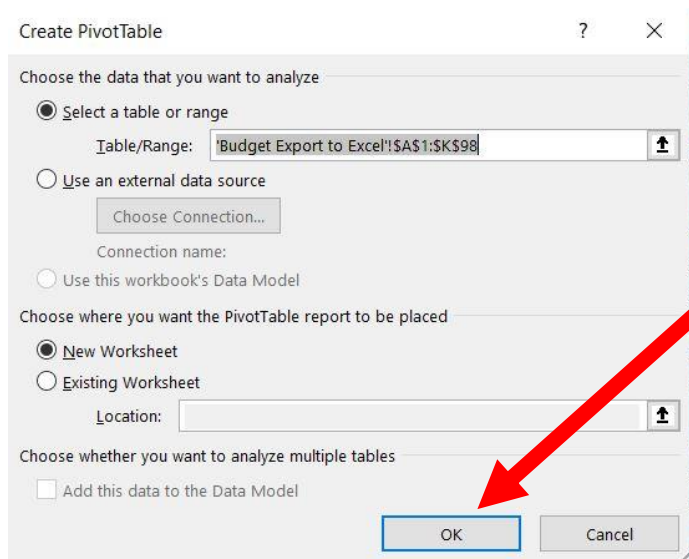 Create PivotTable ?
Choose the data that you want to analyze
Select a table or range
Table/Range: 'Budget Export to Excel'!$A$1:$K$98
Use an external data source
Choose Connection...
Connection name:
Use this workbook's Data Model
Choose where you want the PivotTable report to be placed
New Worksheet
Existing Worksheet
Location:
Choose whether you want to analyze multiple tables
Add this data to the Data Model
OK Cancel